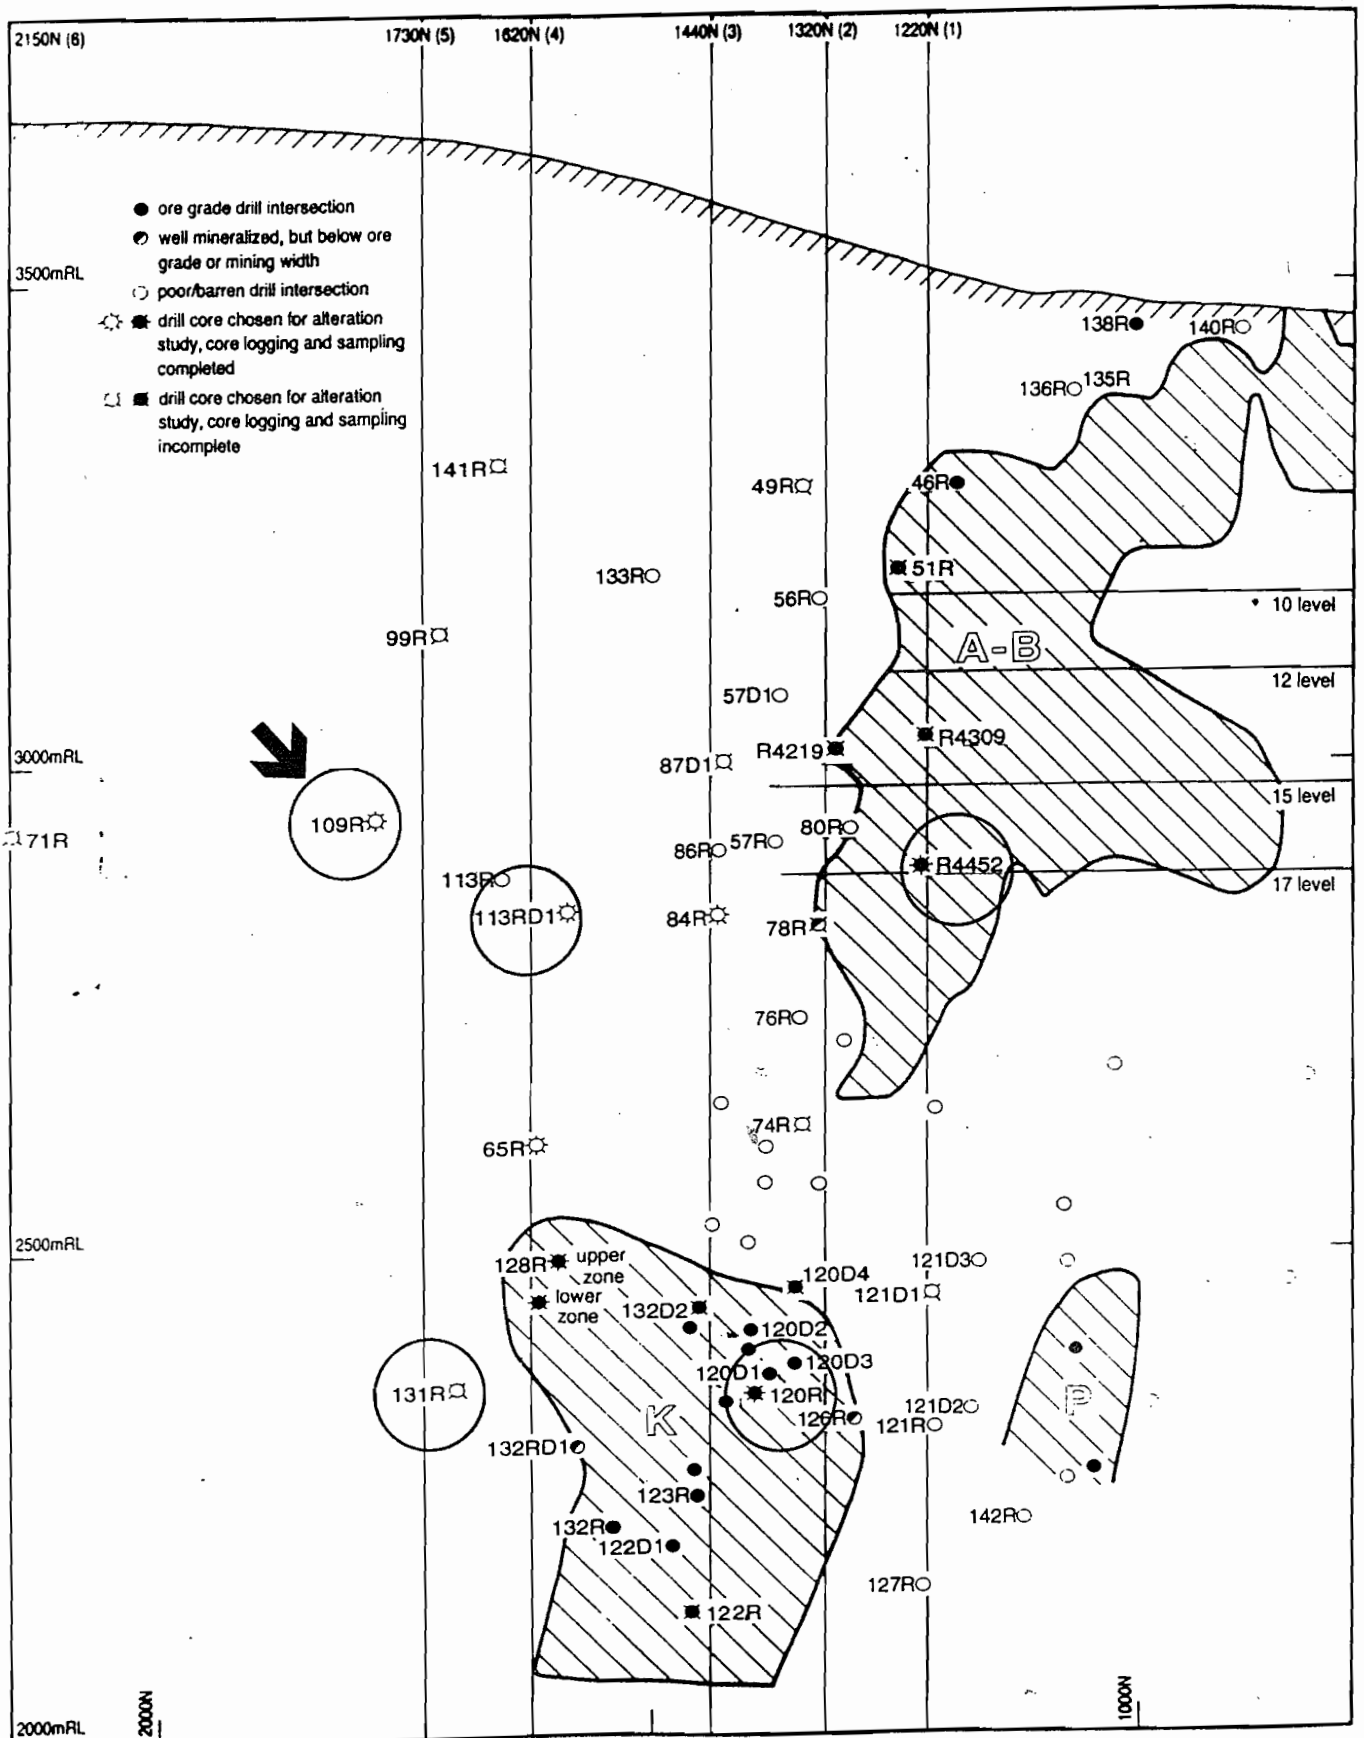 2150N (6)
1730N (5)
1620N (4)
1440N (3)
1320N (2)
1220N (1)
ore grade drill intersection
well mineralized, but below ore
grade or mining width
poor/barren drill intersection
drill core chosen for alteration
study, core logging and sampling
completed
drill core chosen for alteration
study, core logging and sampling
incomplete
3500mRL
138R
140R
136R
135R
141R
49R
46R
51R
133R
56R
10 level
99R
A-B
12 level
57D1
R4219
R4309
3000mRL
87D1
15 level
109R
71R
80R
57R
86R
R4452
17 level
113R
113RD1
84R
78R
76R
74R
65R
2500mRL
128R
upper
zone
lower
zone
121D3
120D4
121D1
132D2
120D2
120D3
120D1
131R
120R
121D2
P
K
126R
121R
132RD1
123R
142R
132R
122D1
127R
122R
2000N
1000N
2000mRL